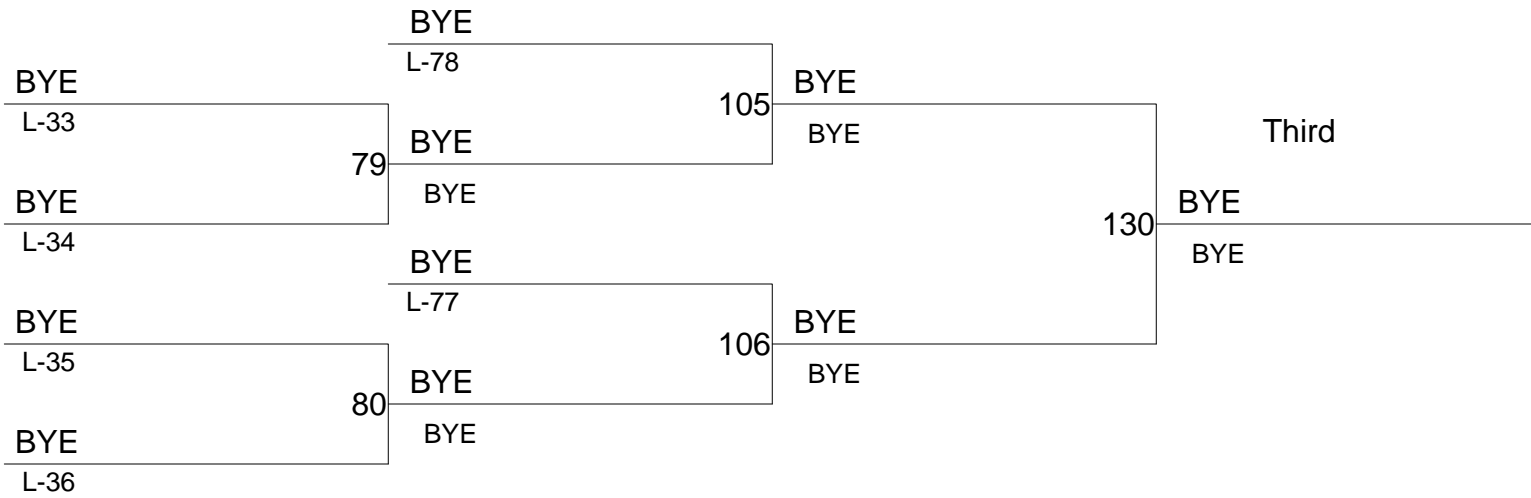 BYE
L-78
BYE
L-33
105
BYE
BYE
Third
79
BYE
BYE
BYE
L-34
130
BYE
BYE
BYE
L-77
BYE
L-35
106
BYE
BYE
80
BYE
BYE
BYE
L-36